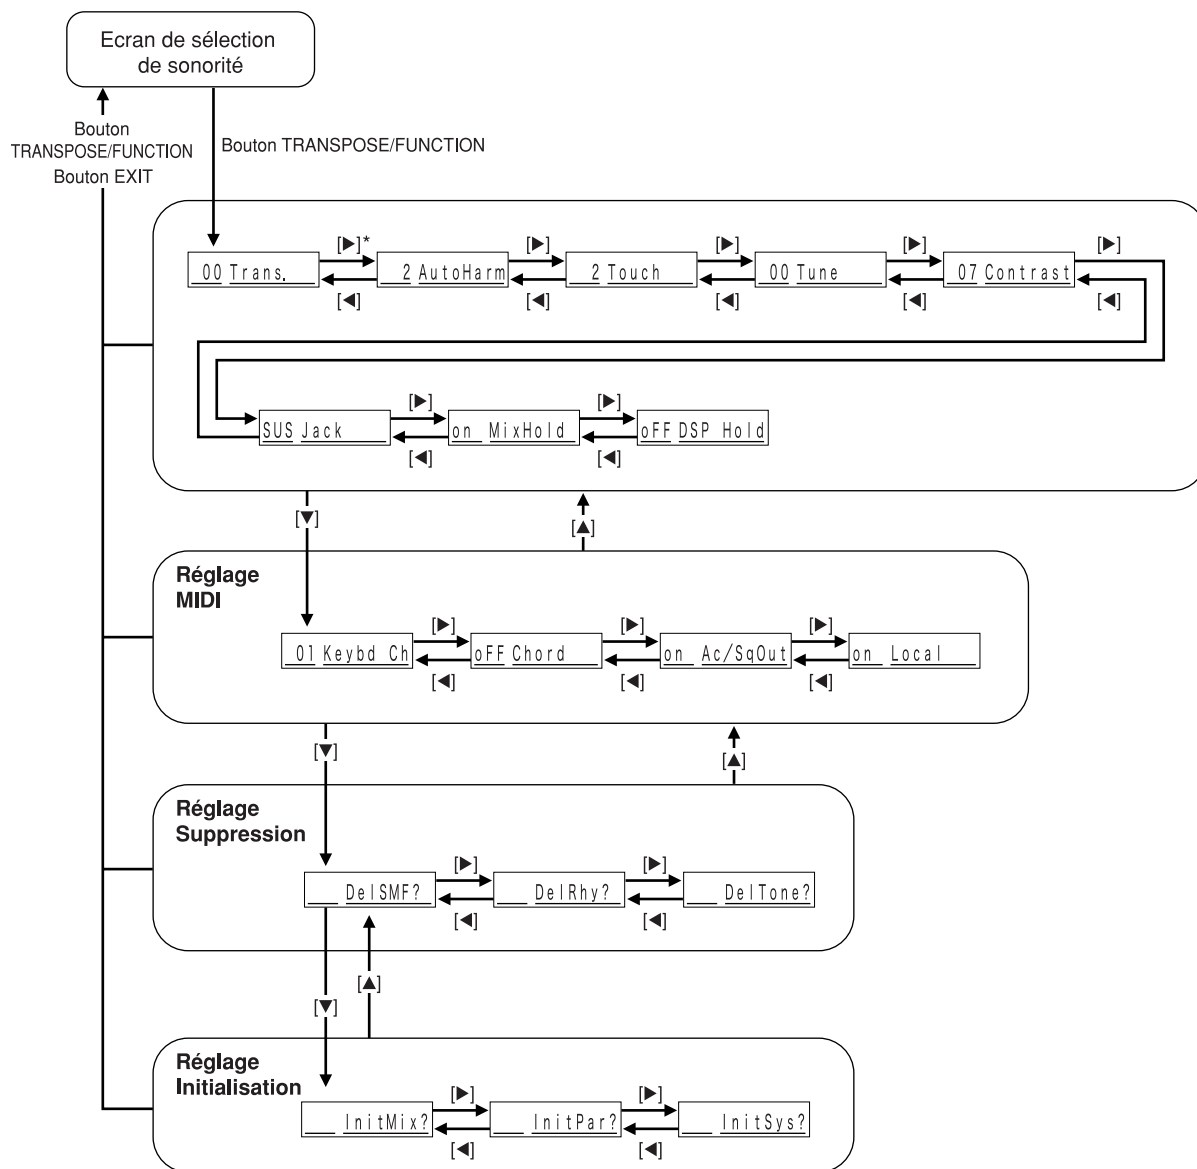 Ecran de sélection
de sonorité
Bouton
TRANSPOSE/FUNCTION
Bouton EXIT
Bouton TRANSPOSE/FUNCTION
[▶]* [▶] [▶] [▶] [▶]
00 Trans. 2 AutoHarm 2 Touch 00 Tune 07 Contrast
[◀] [◀] [◀] [◀] [◀]
[▶] [▶]
SUS Jack on MixHold oFF DSP Hold
[◀] [◀]
[▼] [▲]
Réglage
MIDI
[▶] [▶] [▶]
01 Keybd Ch oFF Chord on Ac/SqOut on Local
[◀] [◀] [◀]
[▼] [▲]
Réglage
Suppression
[▶] [▶]
DelSMF? DelRhy? DelTone?
[◀] [◀]
[▼] [▲]
Réglage
Initialisation
[▶] [▶]
InitMix? InitPar? InitSys?
[◀] [◀]